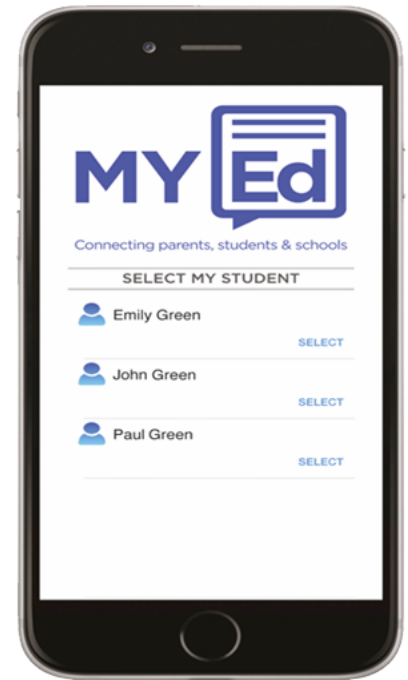 MY Ed
Connecting parents, students & schools
SELECT MY STUDENT
Emily Green
SELECT
John Green
SELECT
Paul Green
SELECT